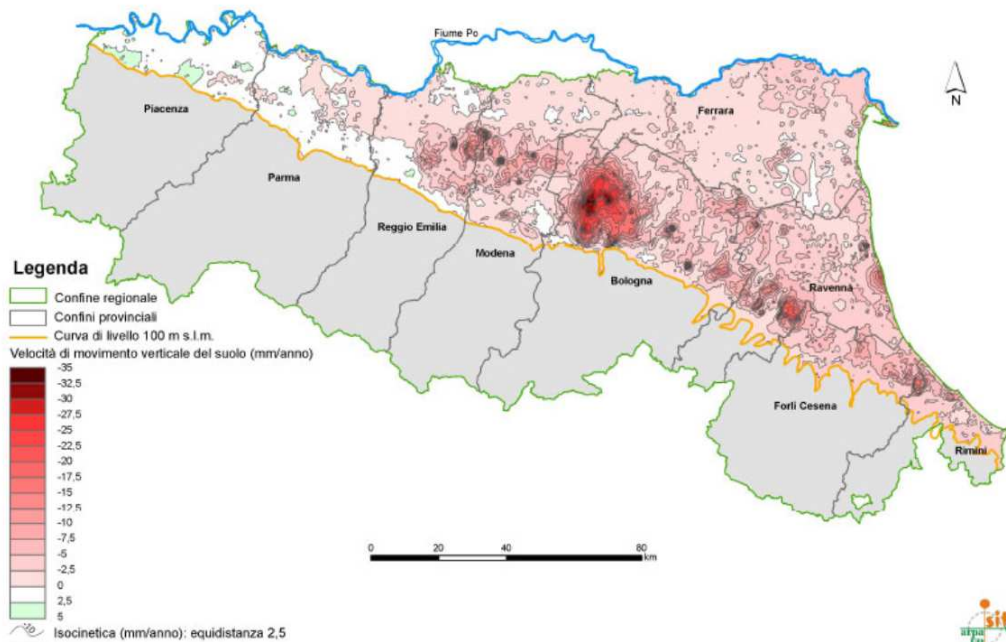 Fiume Po
N
Piacenza
Ferrara
Parma
Reggio Emilia
Modena
Bologna
Ravenna
Forlì Cesena
Rimini
Legenda
Confine regionale
Confini provinciali
Curva di livello 100 m s.l.m.
Velocità di movimento verticale del suolo (mm/anno)
-35
-32,5
-30
-27,5
-25
-22,5
-20
-17,5
-15
-12,5
-10
-7,5
-5
-2,5
0
2,5
5
Isocinetica (mm/anno): equidistanza 2,5
0 20 40 80
km
arpa